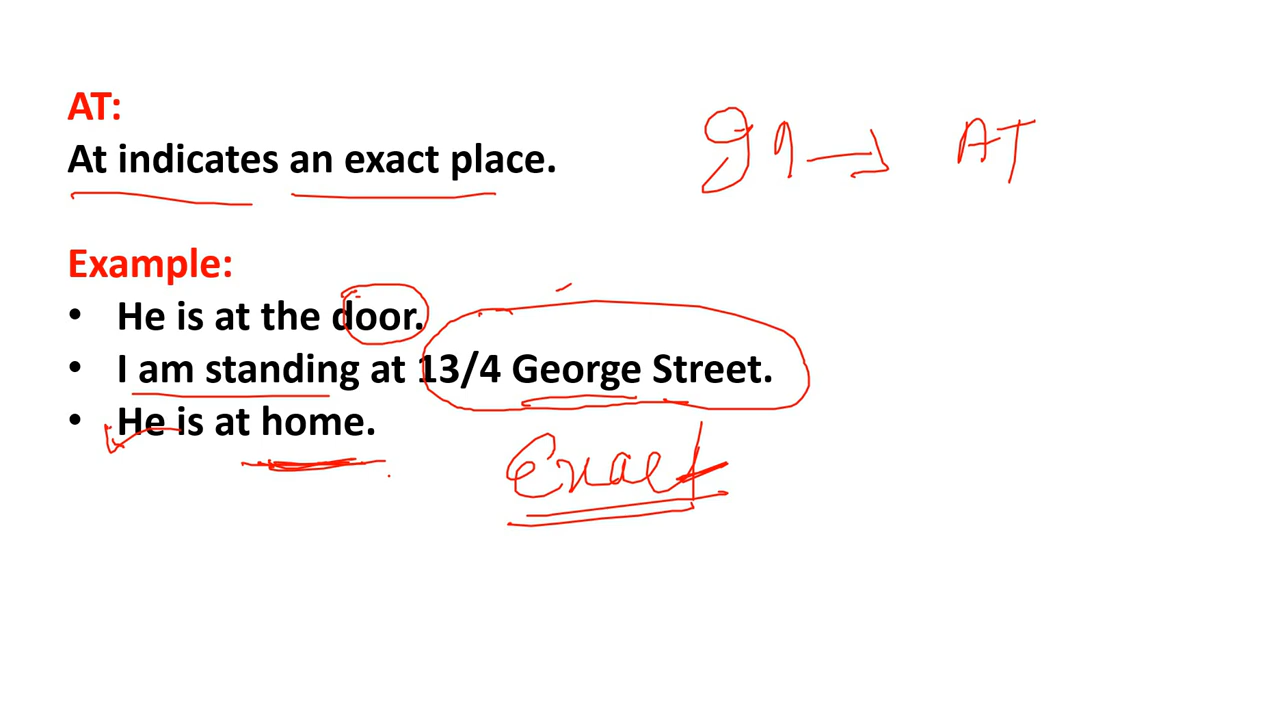 AT:
At indicates an exact place.
AT
Example:
He is at the door.
I am standing at 13/4 George Street.
He is at home.
Exact